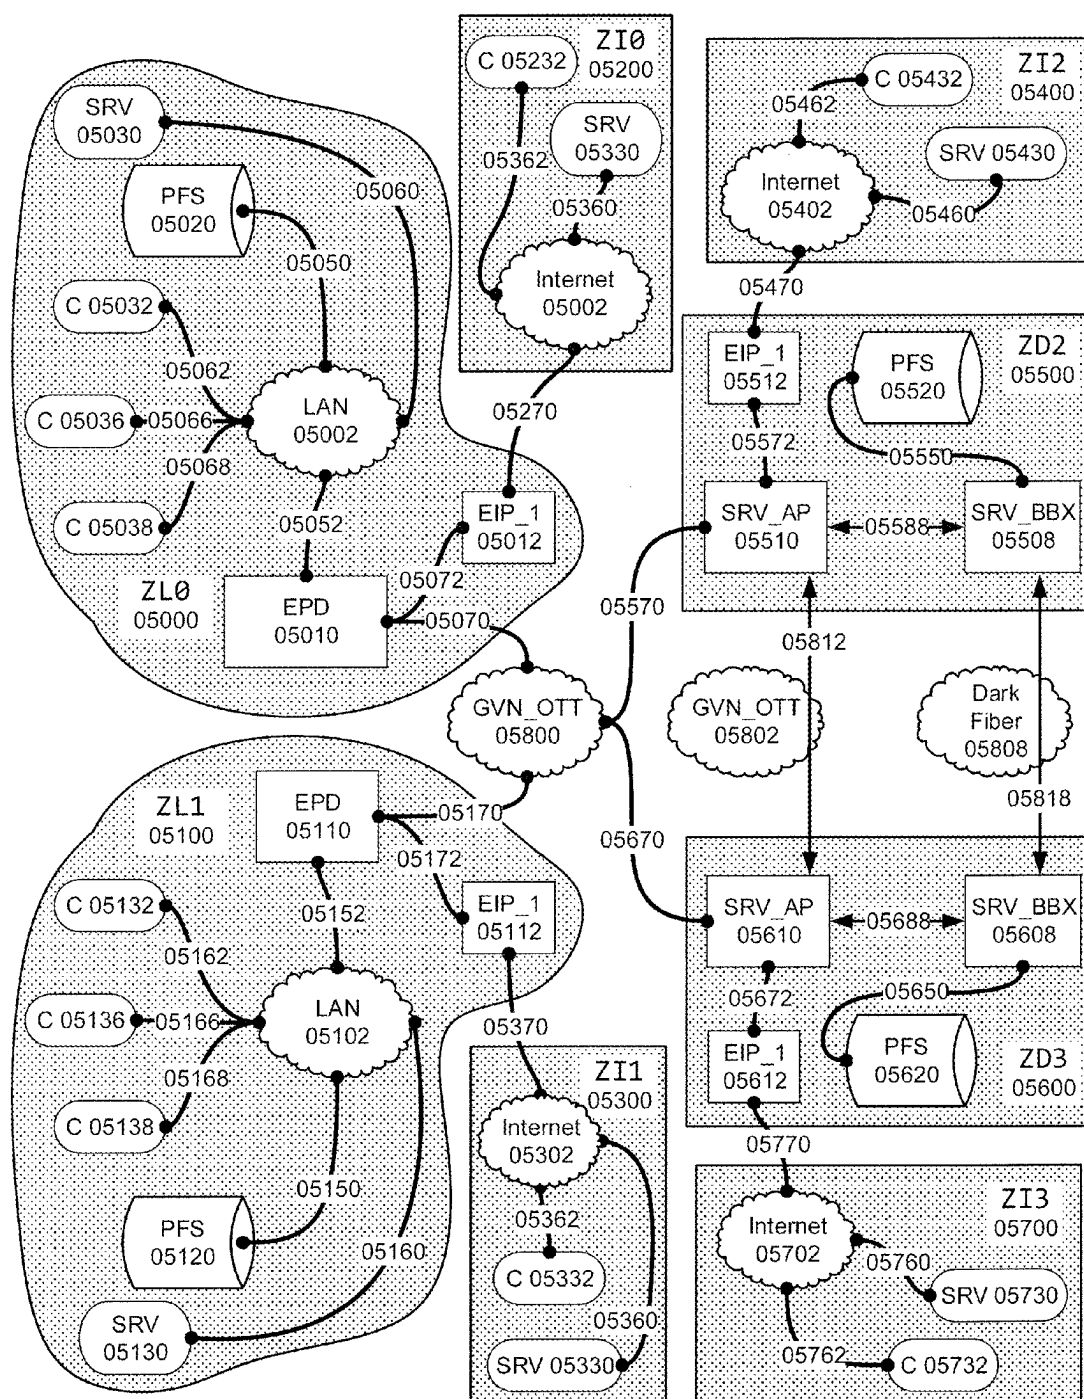 ZI0
05200
C 05232
SRV
05330
05362
05360
Internet
05002
05270
ZI2
05400
C 05432
05462
SRV 05430
Internet
05402
05460
05470
SRV
05030
05060
PFS
05020
05050
C 05032
05062
C 05036
05066
LAN
05002
05068
C 05038
05052
EIP_1
05012
05072
ZL0
05000
EPD
05010
05070
ZD2
05500
EIP_1
05512
PFS
05520
05572
05550
SRV_AP
05510
05588
SRV_BBX
05508
05570
05812
GVN_OTT
05800
GVN_OTT
05802
Dark
Fiber
05808
05818
ZL1
05100
EPD
05110
05170
05172
05670
C 05132
05152
EIP_1
05112
05162
C 05136
05166
LAN
05102
05168
C 05138
05370
05150
PFS
05120
05160
SRV
05130
SRV_AP
05610
05688
SRV_BBX
05608
05672
05650
EIP_1
05612
PFS
05620
ZD3
05600
05770
ZI1
05300
Internet
05302
05362
C 05332
05360
SRV 05330
ZI3
05700
Internet
05702
05760
SRV 05730
05762
C 05732